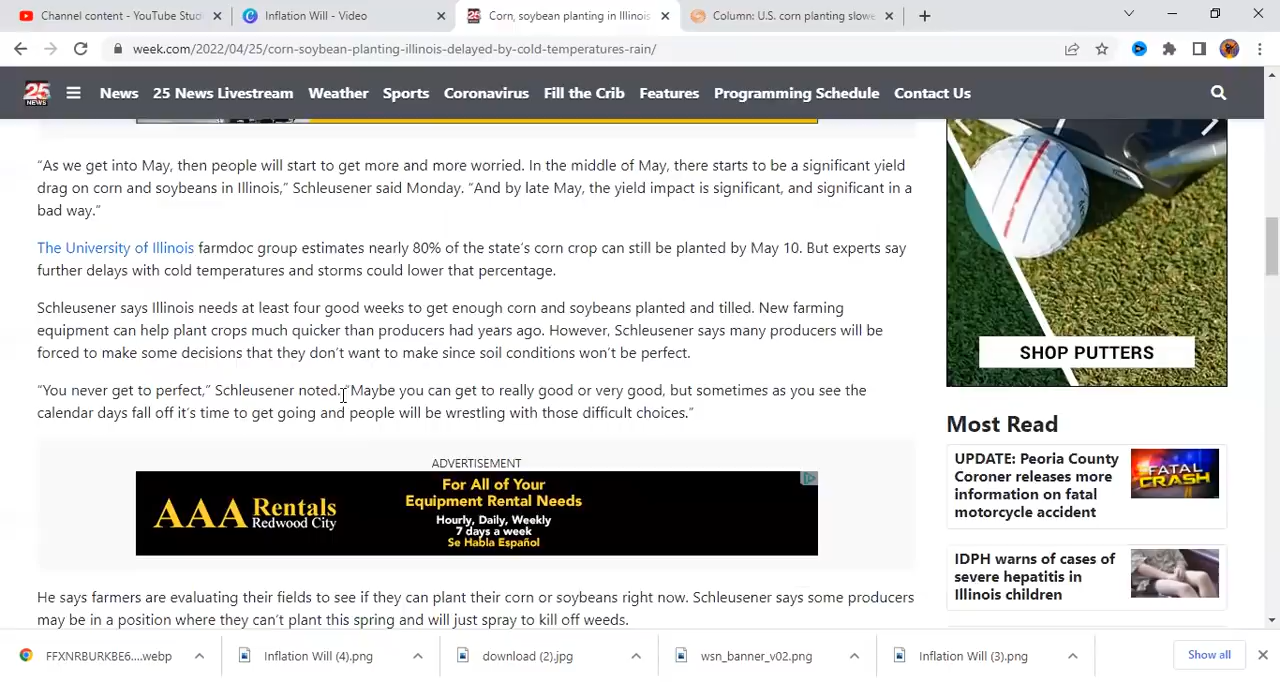 Channel content - YouTube Stud
Inflation Will - Video
Corn, soybean planting in Illinois
Column: U.S. corn planting slowe
week.com/2022/04/25/corn-soybean-planting-illinois-delayed-by-cold-temperatures-rain/
25 NEWS
News 25 News Livestream Weather Sports Coronavirus Fill the Crib Features Programming Schedule Contact Us
“As we get into May, then people will start to get more and more worried. In the middle of May, there starts to be a significant yield
drag on corn and soybeans in Illinois,” Schleusener said Monday. “And by late May, the yield impact is significant, and significant in a
bad way.”
The University of Illinois farmdoc group estimates nearly 80% of the state’s corn crop can still be planted by May 10. But experts say
further delays with cold temperatures and storms could lower that percentage.
Schleusener says Illinois needs at least four good weeks to get enough corn and soybeans planted and tilled. New farming
equipment can help plant crops much quicker than producers had years ago. However, Schleusener says many producers will be
forced to make some decisions that they don’t want to make since soil conditions won’t be perfect.
“You never get to perfect,” Schleusener noted. “Maybe you can get to really good or very good, but sometimes as you see the
calendar days fall off it’s time to get going and people will be wrestling with those difficult choices.”
ADVERTISEMENT
AAA Rentals
Redwood City
For All of Your
Equipment Rental Needs
Hourly, Daily, Weekly
7 days a week
Se Habla Español
He says farmers are evaluating their fields to see if they can plant their corn or soybeans right now. Schleusener says some producers
may be in a position where they can’t plant this spring and will just spray to kill off weeds.
SHOP PUTTERS
Most Read
UPDATE: Peoria County
Coroner releases more
information on fatal
motorcycle accident
FATAL
CRASH
IDPH warns of cases of
severe hepatitis in
Illinois children
FFXNRBURKBE6....webp
Inflation Will (4).png
download (2).jpg
wsn_banner_v02.png
Inflation Will (3).png
Show all